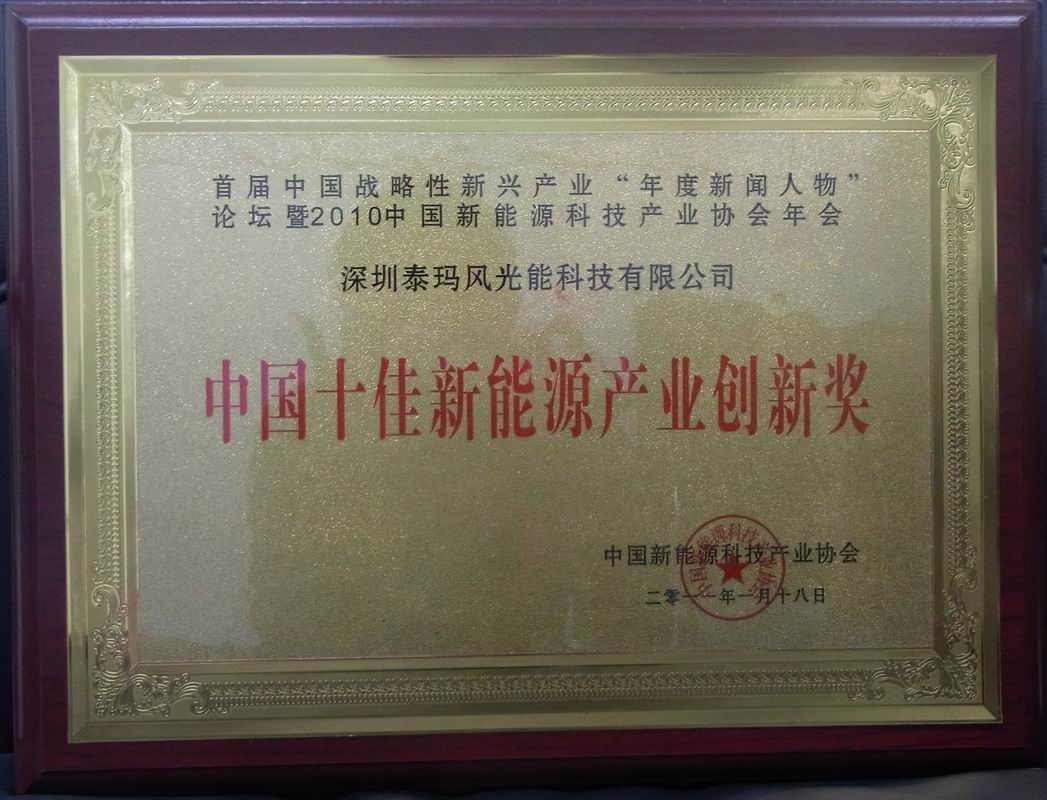 首届中国战略性新兴产业“年度新闻人物”
论坛暨2010中国新能源科技产业协会年会
深圳泰玛风光能科技有限公司
中国十佳新能源产业创新奖
中国新能源科技产业协会
二零一一年一月十八日